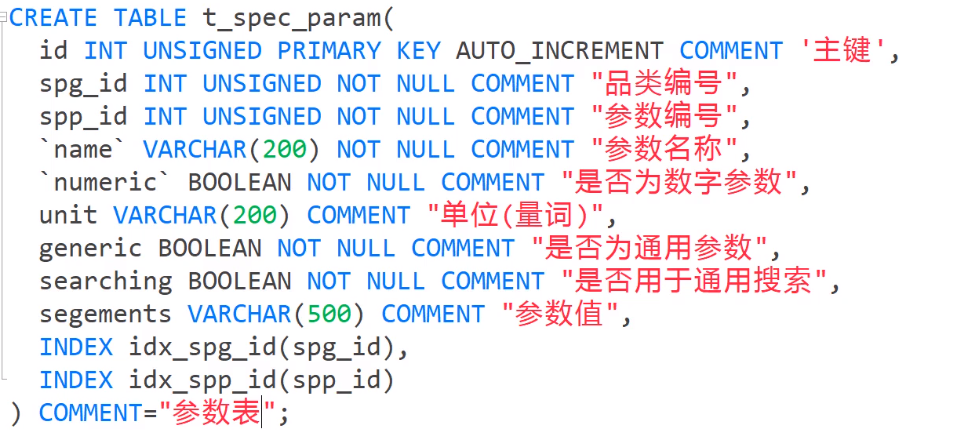 CREATE TABLE t_spec_param(
id INT UNSIGNED PRIMARY KEY AUTO_INCREMENT COMMENT '主键',
spg_id INT UNSIGNED NOT NULL COMMENT "品类编号",
spp_id INT UNSIGNED NOT NULL COMMENT "参数编号",
`name` VARCHAR(200) NOT NULL COMMENT "参数名称",
`numeric` BOOLEAN NOT NULL COMMENT "是否为数字参数",
unit VARCHAR(200) COMMENT "单位(量词)",
generic BOOLEAN NOT NULL COMMENT "是否为通用参数",
searching BOOLEAN NOT NULL COMMENT "是否用于通用搜索",
segements VARCHAR(500) COMMENT "参数值",
INDEX idx_spg_id(spg_id),
INDEX idx_spp_id(spp_id)
) COMMENT="参数表";